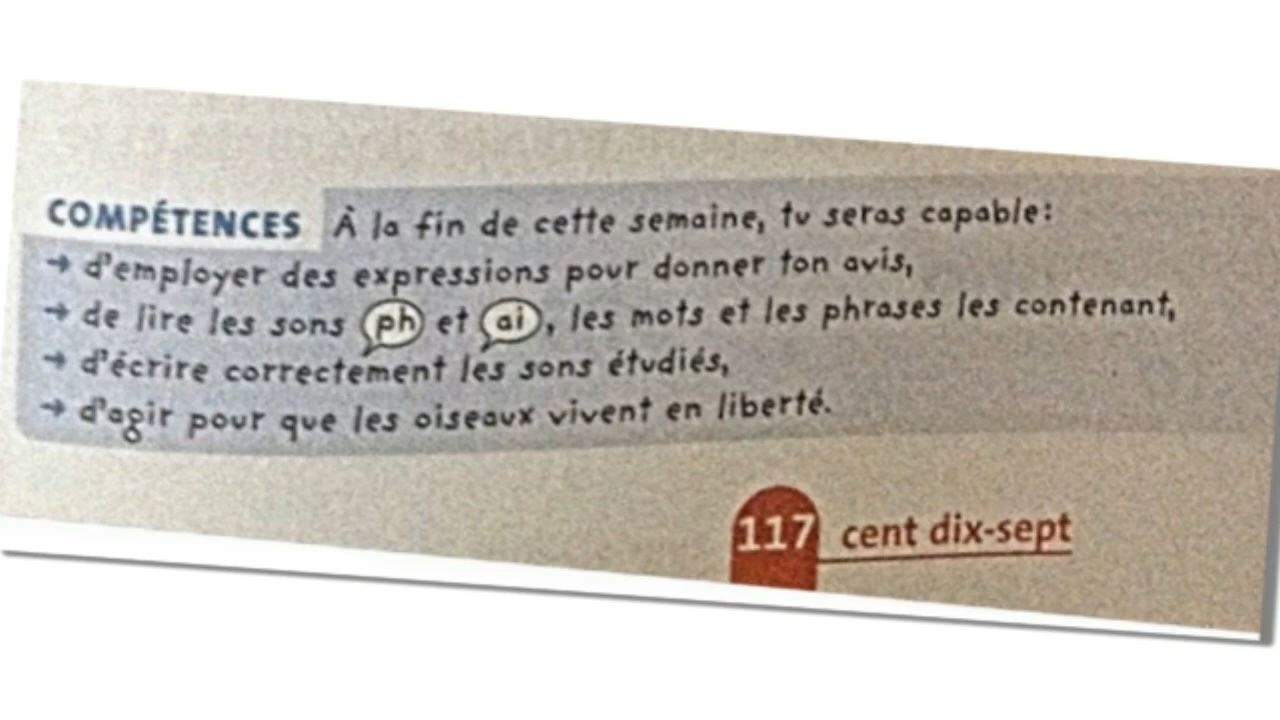 COMPÉTENCES À la fin de cette semaine, tu seras capable:
→ d'employer des expressions pour donner ton avis,
→ de lire les sons ph et ai, les mots et les phrases les contenant,
→ d'écrire correctement les sons étudiés,
→ d'agir pour que les oiseaux vivent en liberté.
117 cent dix-sept